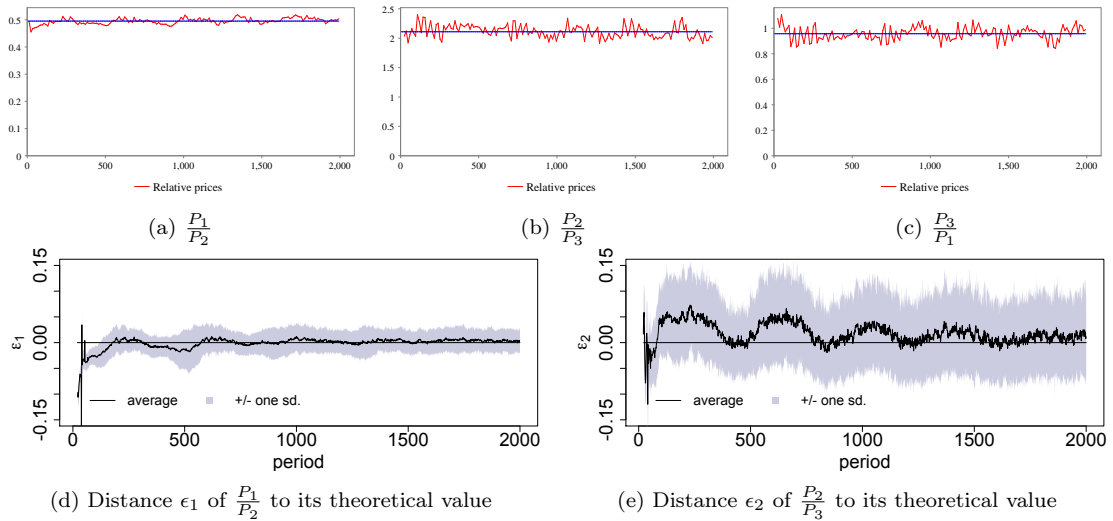 0.5
0.4
0.3
0.2
0.1
0
0 500 1,000 1,500 2,000
Relative prices
(a) P1/P2
2.5
2
1.5
1
0.5
0
0 500 1,000 1,500 2,000
Relative prices
(b) P2/P3
1
0.8
0.6
0.4
0.2
0
0 500 1,000 1,500 2,000
Relative prices
(c) P3/P1
0.15
0.00
-0.15
ε1
average +/- one sd.
0 500 1000 1500 2000
period
(d) Distance ϵ1 of P1/P2 to its theoretical value
0.15
0.00
-0.15
ε2
average +/- one sd.
0 500 1000 1500 2000
period
(e) Distance ϵ2 of P2/P3 to its theoretical value